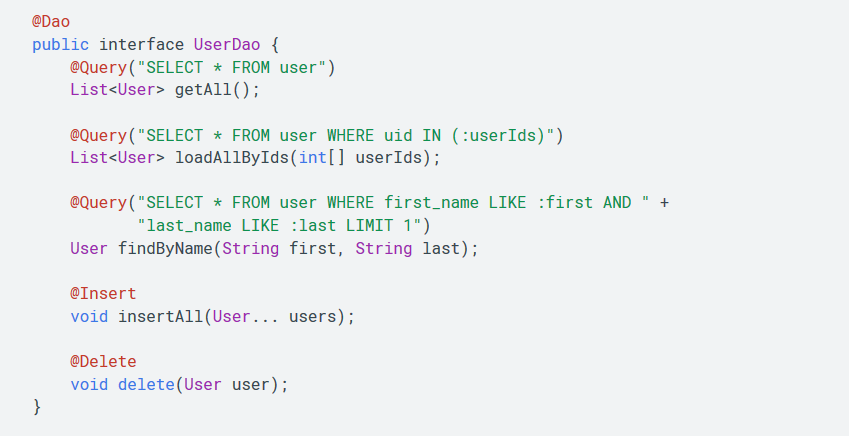 @Dao
public interface UserDao {
    @Query("SELECT * FROM user")
    List<User> getAll();

    @Query("SELECT * FROM user WHERE uid IN (:userIds)")
    List<User> loadAllByIds(int[] userIds);

    @Query("SELECT * FROM user WHERE first_name LIKE :first AND " +
           "last_name LIKE :last LIMIT 1")
    User findByName(String first, String last);

    @Insert
    void insertAll(User... users);

    @Delete
    void delete(User user);
}